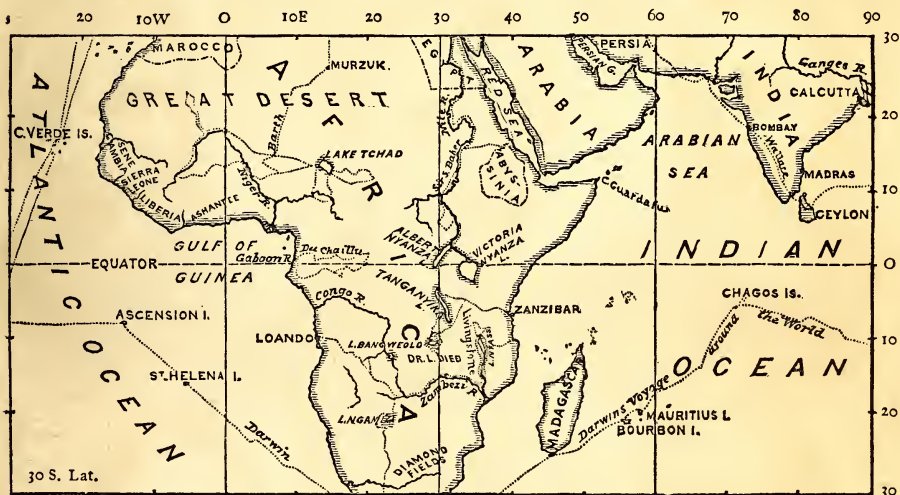 20 10W 0 10E 20 30 40 50 60 70 80 90
30
20
10
0
10
20
30
ATLANTIC OCEAN
MAROCCO
MURZUK.
AFRICA
GREAT DESERT
Barth
C. VERDE IS.
SENEGAMBIA
SIERRA LEONE
LIBERIA
ASHANTEE
Niger R.
LAKE TCHAD
EGYPT
Nile R.
RED SEA
Sir S. Baker
ABYSSINIA
ARABIA
PERSIA
PERSIAN G.
INDIA
Ganges R.
CALCUTTA
BOMBAY
Wallace
MADRAS
CEYLON
ARABIAN SEA
C. Guardafui
ALBERT NYANZA
VICTORIA NYANZA L.
GULF OF GUINEA
Gaboon R.
Du Chaillu
EQUATOR
INDIAN OCEAN
TANGANYIKA L.
Congo R.
ZANZIBAR
CHAGOS IS.
ASCENSION I.
LOANDO
L. BANGWEOLO
DR. L. DIED
Livingstone
Zambezi R.
L. NGAMI
DIAMOND FIELDS
MADAGASCAR
ST. HELENA I.
Darwin
Darwin's Voyage around the World
MAURITIUS I.
BOURBON I.
30 S. Lat.